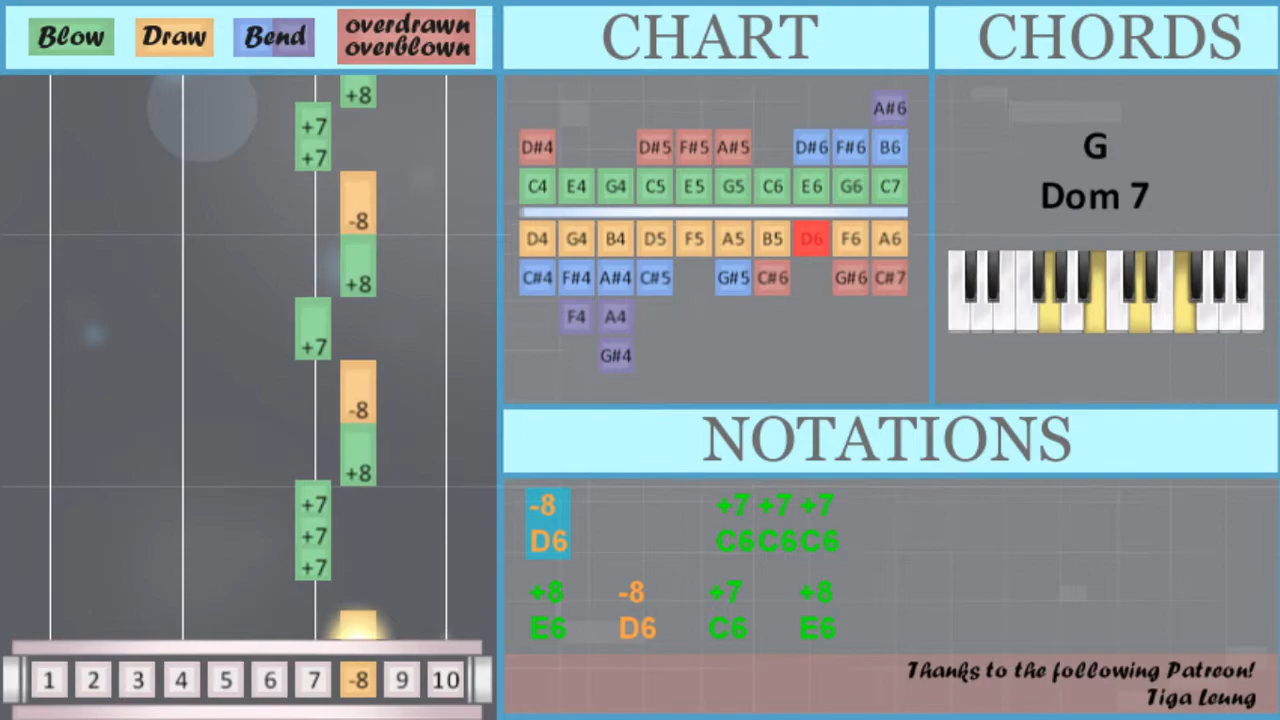 Blow Draw Bend overdrawn
overblown
CHART
CHORDS
+8
+7
+7
-8
+8
+7
-8
+8
+7
+7
+7
1 2 3 4 5 6 7 -8 9 10
A#6
D#4 D#5 F#5 A#5 D#6 F#6 B6
C4 E4 G4 C5 E5 G5 C6 E6 G6 C7
D4 G4 B4 D5 F5 A5 B5 D6 F6 A6
C#4 F#4 A#4 C#5 G#5 C#6 G#6 C#7
F4 A4
G#4
G
Dom 7
NOTATIONS
-8 +7 +7 +7
D6 C6 C6 C6
+8 -8 +7 +8
E6 D6 C6 E6
Thanks to the following Patreon!
Tiga Leung